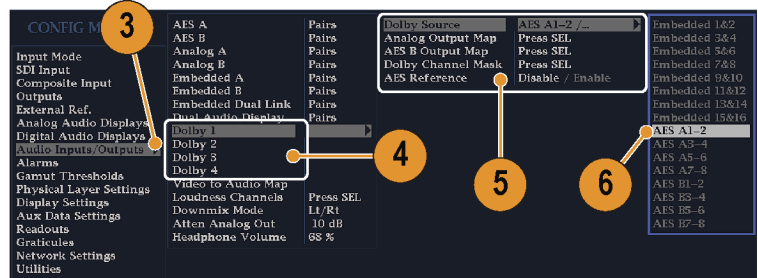 CONFIG M
3
Input Mode
SDI Input
Composite Input
Outputs
External Ref.
Analog Audio Displays
Digital Audio Displays
Audio Inputs/Outputs
Alarms
Gamut Thresholds
Physical Layer Settings
Display Settings
Aux Data Settings
Readouts
Graticules
Network Settings
Utilities
AES A Pairs
AES B Pairs
Analog A Pairs
Analog B Pairs
Embedded A Pairs
Embedded B Pairs
Embedded Dual Link Pairs
Dual Audio Display Pairs
Dolby 1
Dolby 2
Dolby 3
Dolby 4
Video to Audio Map
Loudness Channels Press SEL
Downmix Mode Lt/Rt
Atten Analog Out 10 dB
Headphone Volume 68 %
4
Dolby Source AES A1-2 /...
Analog Output Map Press SEL
AES B Output Map Press SEL
Dolby Channel Mask Press SEL
AES Reference Disable / Enable
5
Embedded 1&2
Embedded 3&4
Embedded 5&6
Embedded 7&8
Embedded 9&10
Embedded 11&12
Embedded 13&14
Embedded 15&16
AES A1-2
AES A3-4
AES A5-6
AES A7-8
AES B1-2
AES B3-4
AES B5-6
AES B7-8
6